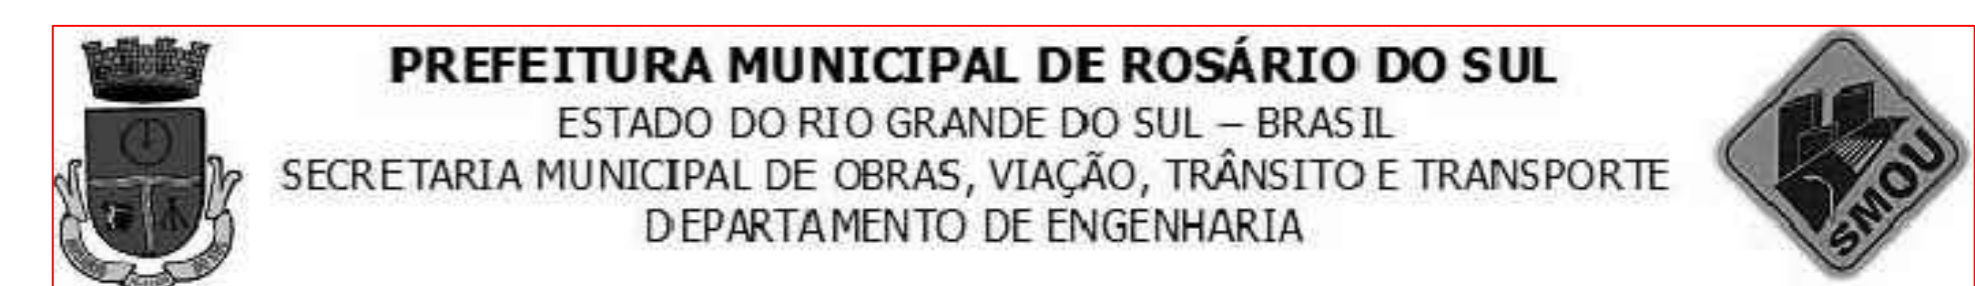 PREFEITURA MUNICIPAL DE ROSÁRIO DO SUL
ESTADO DO RIO GRANDE DO SUL – BRASIL
SECRETARIA MUNICIPAL DE OBRAS, VIAÇÃO, TRÂNSITO E TRANSPORTE
DEPARTAMENTO DE ENGENHARIA
SMOU